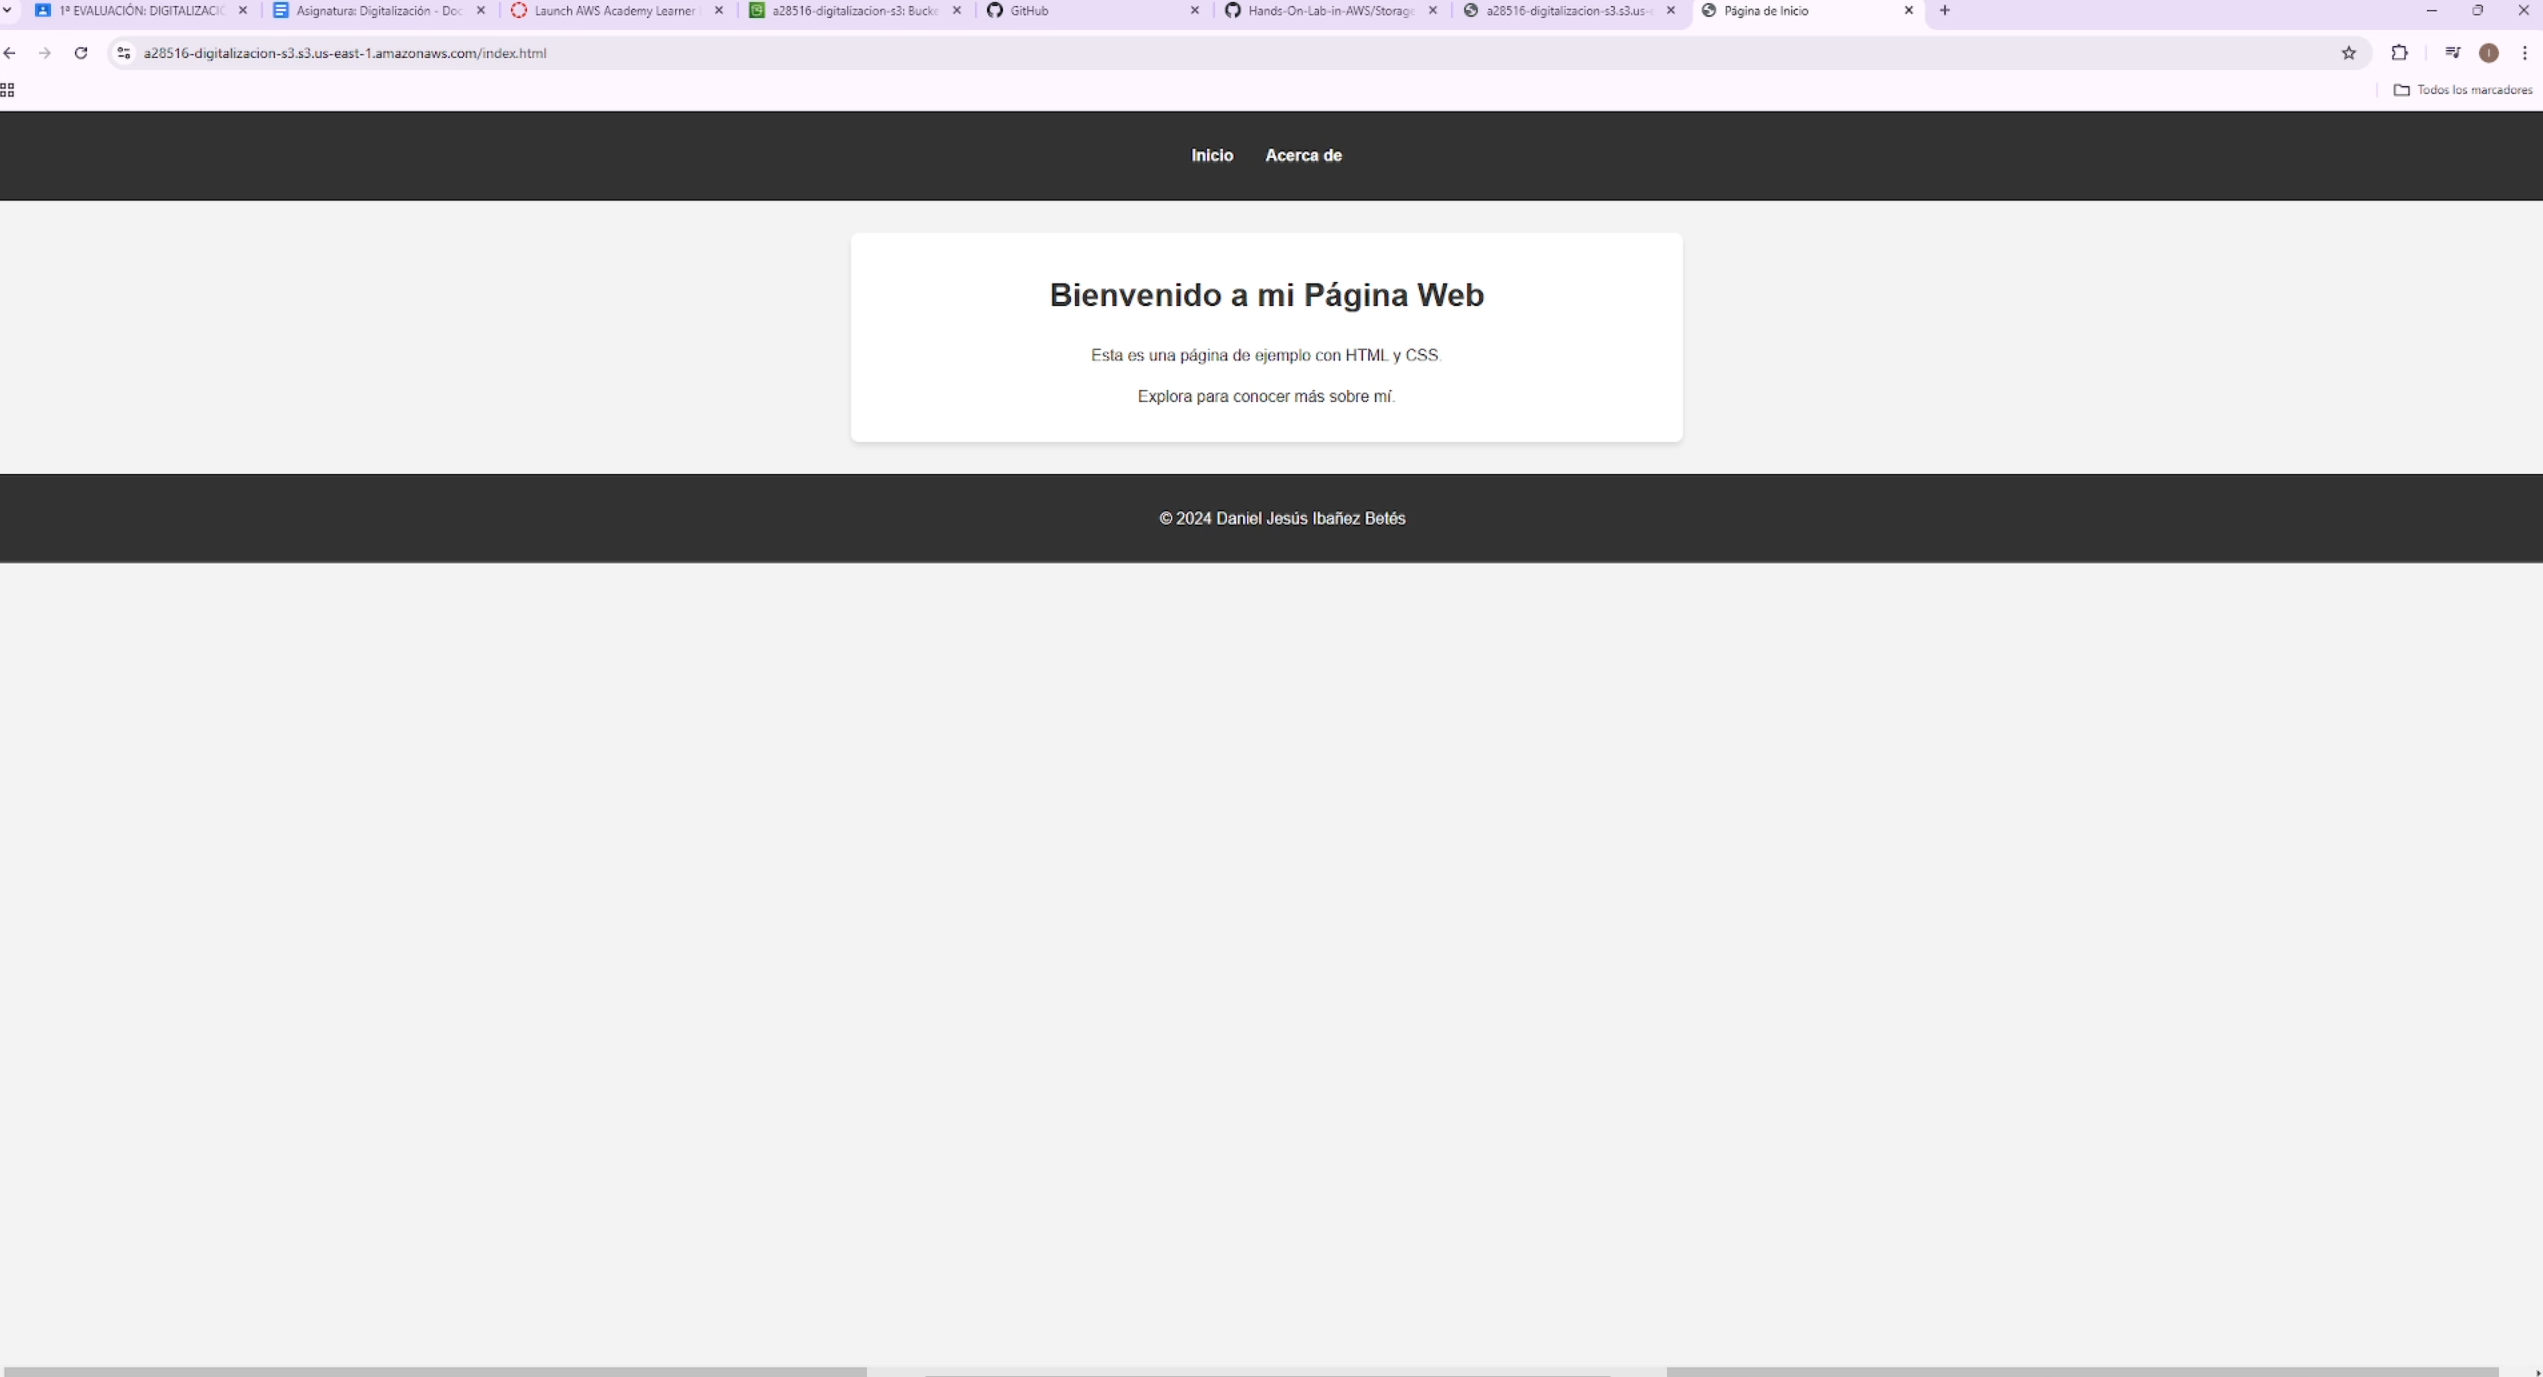 1ª EVALUACIÓN: DIGITALIZACIÓ
Asignatura: Digitalización - Doc
Launch AWS Academy Learner
a28516-digitalizacion-s3: Bucke
GitHub
Hands-On-Lab-in-AWS/Storage
a28516-digitalizacion-s3.s3.us-
Página de Inicio
a28516-digitalizacion-s3.s3.us-east-1.amazonaws.com/index.html
Todos los marcadores
Inicio Acerca de
Bienvenido a mi Página Web
Esta es una página de ejemplo con HTML y CSS.
Explora para conocer más sobre mí.
© 2024 Daniel Jesús Ibañez Betés